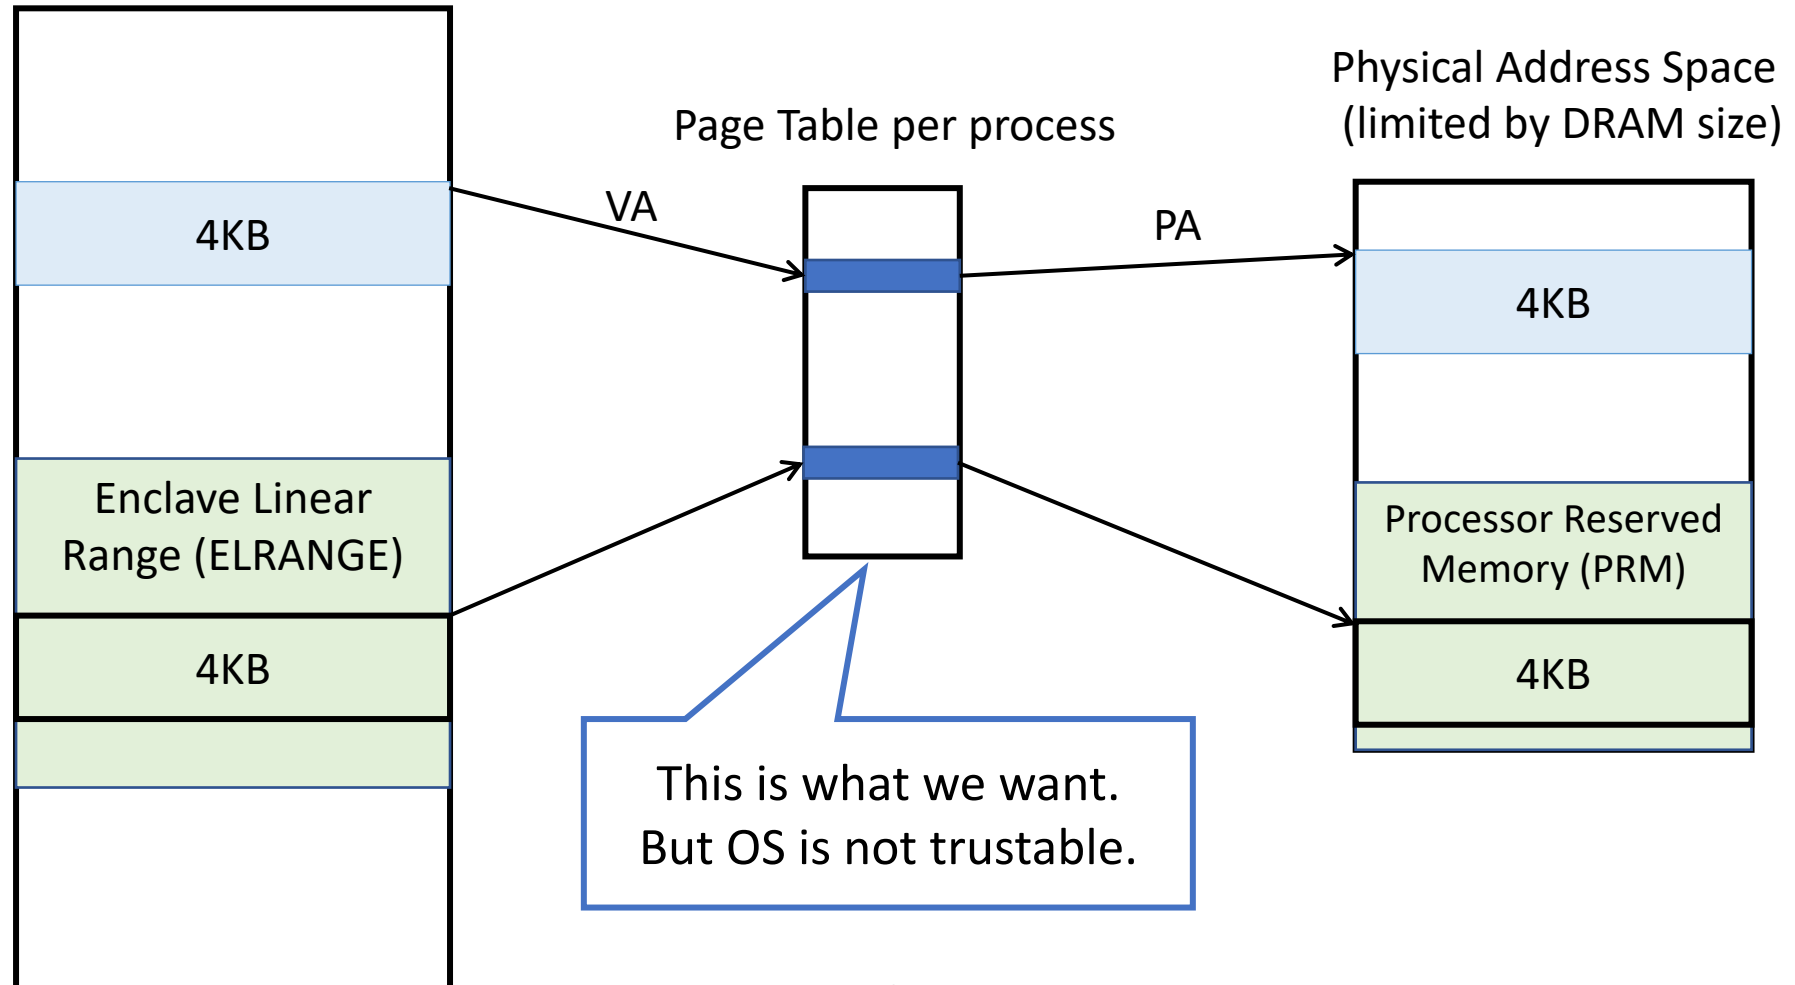 Physical Address Space
(limited by DRAM size)
Page Table per process
VA
PA
4KB
4KB
Enclave Linear
Range (ELRANGE)
Processor Reserved
Memory (PRM)
4KB
4KB
This is what we want.
But OS is not trustable.